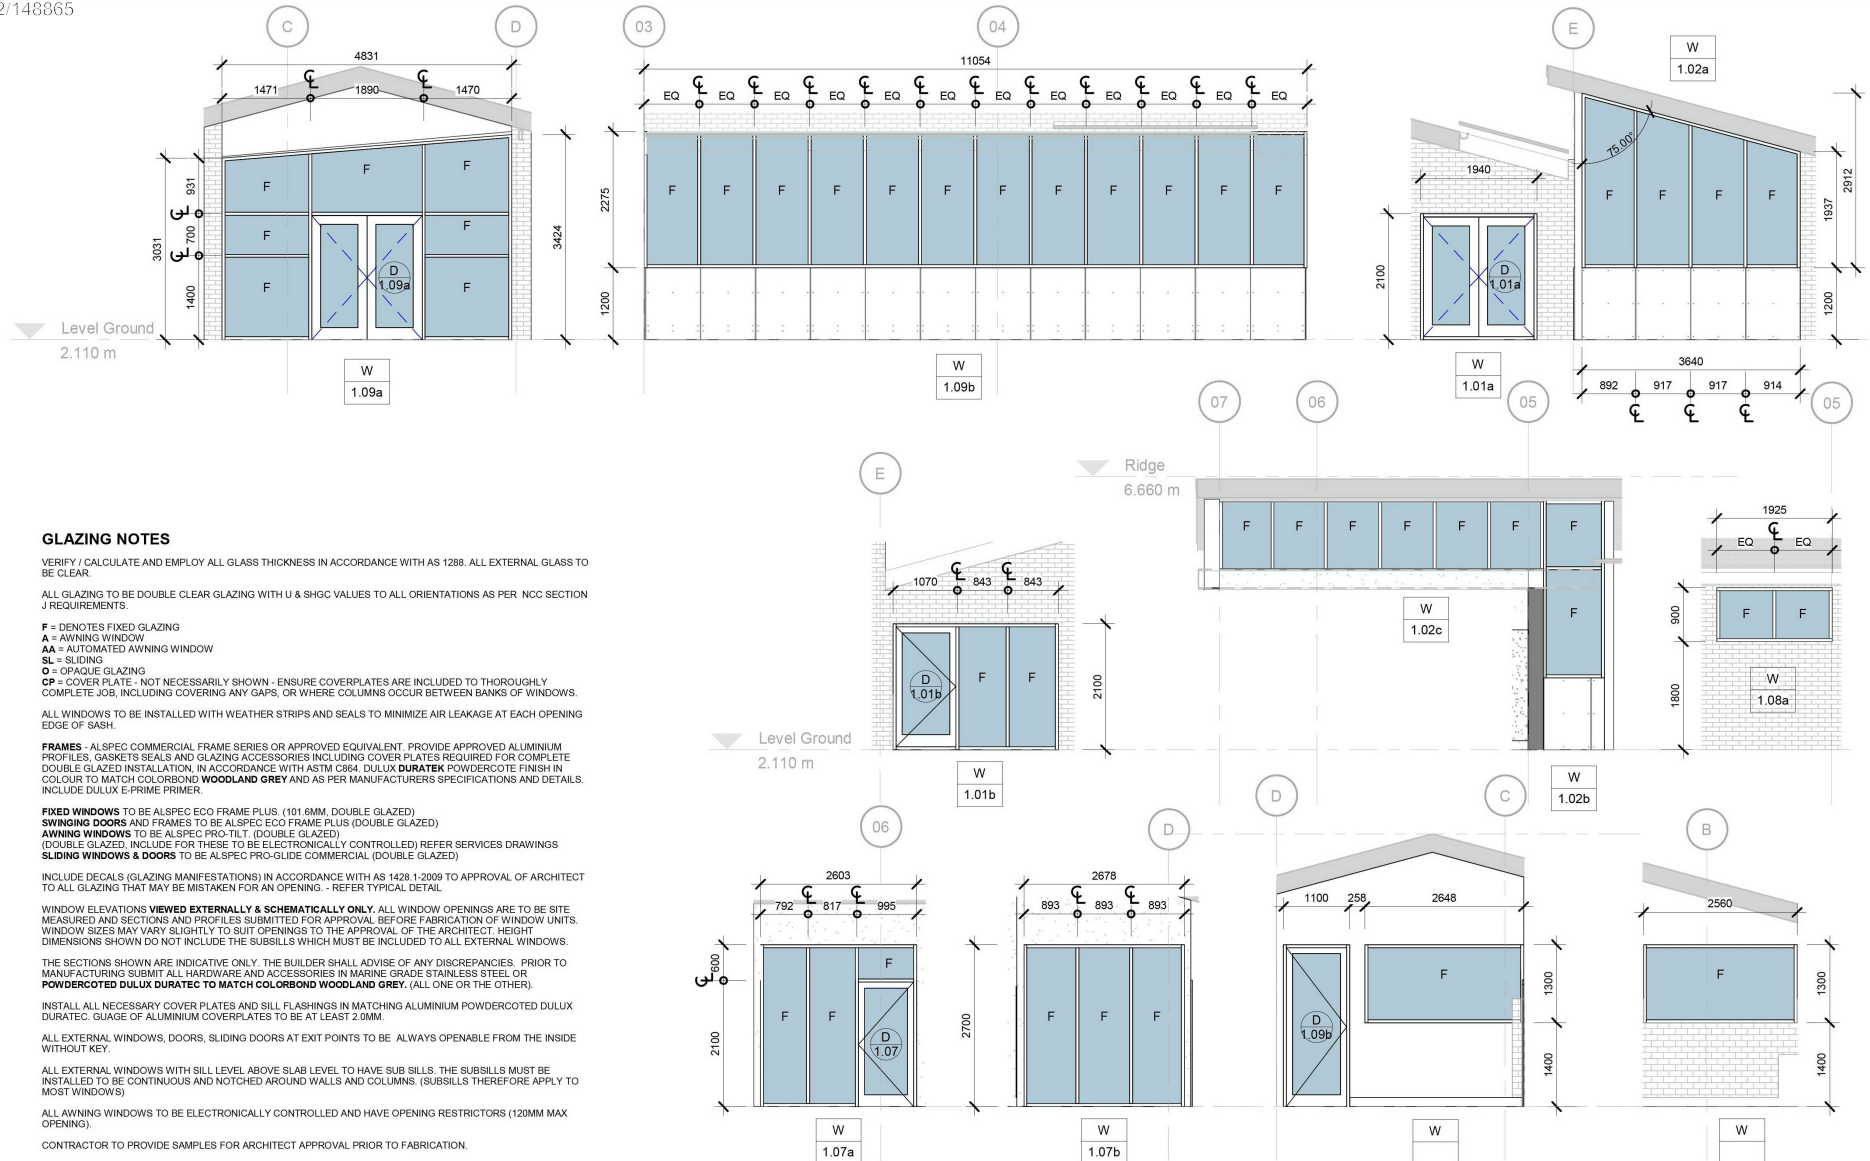 2/148865
C
D
4831
1471
1890
1470
931
700
1400
3031
3424
F
F
F
F
F
F
F
D
1.09a
Level Ground
2.110 m
W
1.09a
03
04
11054
EQ EQ EQ EQ EQ EQ EQ EQ EQ EQ EQ EQ
2275
1200
F F F F F F F F F F F F
W
1.09b
E
W
1.02a
75.00°
1940
2100
D
1.01a
F F F F
2912
1937
1200
W
1.01a
3640
892 917 917 914
E
1070 843 843
D
1.01b
F F
2100
Level Ground
2.110 m
W
1.01b
07
06
05
Ridge
6.660 m
F F F F F F F
F
W
1.02c
W
1.02b
05
1925
EQ EQ
F F
900
1800
W
1.08a
GLAZING NOTES
VERIFY / CALCULATE AND EMPLOY ALL GLASS THICKNESS IN ACCORDANCE WITH AS 1288. ALL EXTERNAL GLASS TO
BE CLEAR.
ALL GLAZING TO BE DOUBLE CLEAR GLAZING WITH U & SHGC VALUES TO ALL ORIENTATIONS AS PER NCC SECTION
J REQUIREMENTS.
F = DENOTES FIXED GLAZING
A = AWNING WINDOW
AA = AUTOMATED AWNING WINDOW
SL = SLIDING
O = OPAQUE GLAZING
CP = COVER PLATE - NOT NECESSARILY SHOWN - ENSURE COVERPLATES ARE INCLUDED TO THOROUGHLY
COMPLETE JOB, INCLUDING COVERING ANY GAPS, OR WHERE COLUMNS OCCUR BETWEEN BANKS OF WINDOWS.
ALL WINDOWS TO BE INSTALLED WITH WEATHER STRIPS AND SEALS TO MINIMIZE AIR LEAKAGE AT EACH OPENING
EDGE OF SASH.
FRAMES - ALSPEC COMMERCIAL FRAME SERIES OR APPROVED EQUIVALENT. PROVIDE APPROVED ALUMINIUM
PROFILES, GASKETS SEALS AND GLAZING ACCESSORIES INCLUDING COVER PLATES REQUIRED FOR COMPLETE
DOUBLE GLAZED INSTALLATION, IN ACCORDANCE WITH ASTM C864. DULUX DURATEK POWDERCOTE FINISH IN
COLOUR TO MATCH COLORBOND WOODLAND GREY AND AS PER MANUFACTURERS SPECIFICATIONS AND DETAILS.
INCLUDE DULUX E-PRIME PRIMER.
FIXED WINDOWS TO BE ALSPEC ECO FRAME PLUS. (101.6MM, DOUBLE GLAZED)
SWINGING DOORS AND FRAMES TO BE ALSPEC ECO FRAME PLUS (DOUBLE GLAZED)
AWNING WINDOWS TO BE ALSPEC PRO-TILT. (DOUBLE GLAZED)
(DOUBLE GLAZED, INCLUDE FOR THESE TO BE ELECTRONICALLY CONTROLLED) REFER SERVICES DRAWINGS
SLIDING WINDOWS & DOORS TO BE ALSPEC PRO-GLIDE COMMERCIAL (DOUBLE GLAZED)
INCLUDE DECALS (GLAZING MANIFESTATIONS) IN ACCORDANCE WITH AS 1428.1-2009 TO APPROVAL OF ARCHITECT
TO ALL GLAZING THAT MAY BE MISTAKEN FOR AN OPENING. - REFER TYPICAL DETAIL
WINDOW ELEVATIONS VIEWED EXTERNALLY & SCHEMATICALLY ONLY. ALL WINDOW OPENINGS ARE TO BE SITE
MEASURED AND SECTIONS AND PROFILES SUBMITTED FOR APPROVAL BEFORE FABRICATION OF WINDOW UNITS.
WINDOW SIZES MAY VARY SLIGHTLY TO SUIT OPENINGS TO THE APPROVAL OF THE ARCHITECT. HEIGHT
DIMENSIONS SHOWN DO NOT INCLUDE THE SUBSILLS WHICH MUST BE INCLUDED TO ALL EXTERNAL WINDOWS.
THE SECTIONS SHOWN ARE INDICATIVE ONLY. THE BUILDER SHALL ADVISE OF ANY DISCREPANCIES. PRIOR TO
MANUFACTURING SUBMIT ALL HARDWARE AND ACCESSORIES IN MARINE GRADE STAINLESS STEEL OR
POWDERCOTED DULUX DURATEC TO MATCH COLORBOND WOODLAND GREY. (ALL ONE OR THE OTHER).
INSTALL ALL NECESSARY COVER PLATES AND SILL FLASHINGS IN MATCHING ALUMINIUM POWDERCOTED DULUX
DURATEC. GUAGE OF ALUMINIUM COVERPLATES TO BE AT LEAST 2.0MM.
ALL EXTERNAL WINDOWS, DOORS, SLIDING DOORS AT EXIT POINTS TO BE ALWAYS OPENABLE FROM THE INSIDE
WITHOUT KEY.
ALL EXTERNAL WINDOWS WITH SILL LEVEL ABOVE SLAB LEVEL TO HAVE SUB SILLS. THE SUBSILLS MUST BE
INSTALLED TO BE CONTINUOUS AND NOTCHED AROUND WALLS AND COLUMNS. (SUBSILLS THEREFORE APPLY TO
MOST WINDOWS)
ALL AWNING WINDOWS TO BE ELECTRONICALLY CONTROLLED AND HAVE OPENING RESTRICTORS (120MM MAX
OPENING).
CONTRACTOR TO PROVIDE SAMPLES FOR ARCHITECT APPROVAL PRIOR TO FABRICATION.
06
2603
792 817 995
600
2100
F F F
D
1.07
2700
W
1.07a
D
2678
893 893 893
F F F
W
1.07b
D
C
1100 258 2648
D
1.09b
F
1300
1400
W
B
2560
F
1300
1400
W